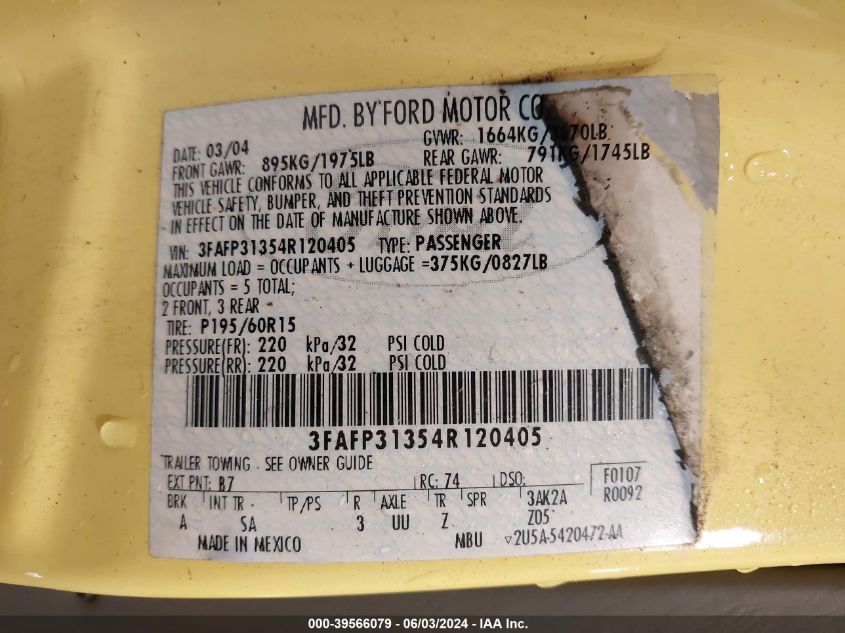 MFD. BY FORD MOTOR CO
DATE: 03/04 GVWR: 1664KG/3670LB
FRONT GAWR: 895KG/1975LB REAR GAWR: 791KG/1745LB
THIS VEHICLE CONFORMS TO ALL APPLICABLE FEDERAL MOTOR
VEHICLE SAFETY, BUMPER, AND THEFT PREVENTION STANDARDS
IN EFFECT ON THE DATE OF MANUFACTURE SHOWN ABOVE.
VIN: 3FAFP31354R120405 TYPE: PASSENGER
MAXIMUM LOAD = OCCUPANTS + LUGGAGE =375KG/0827LB
OCCUPANTS = 5 TOTAL;
2 FRONT, 3 REAR
TIRE: P195/60R15
PRESSURE(FR): 220 kPa/32 PSI COLD
PRESSURE(RR): 220 kPa/32 PSI COLD
3FAFP31354R120405
TRAILER TOWING - SEE OWNER GUIDE
EXT PNT: B7 RC: 74 DSO: F0107
R0092
BRK INT TR TP/PS R AXLE TR SPR 3AK2A
A SA 3 UU Z Z05
MADE IN MEXICO MBU ▽2U5A-5420472-AA
000-39566079 - 06/03/2024 - IAA Inc.